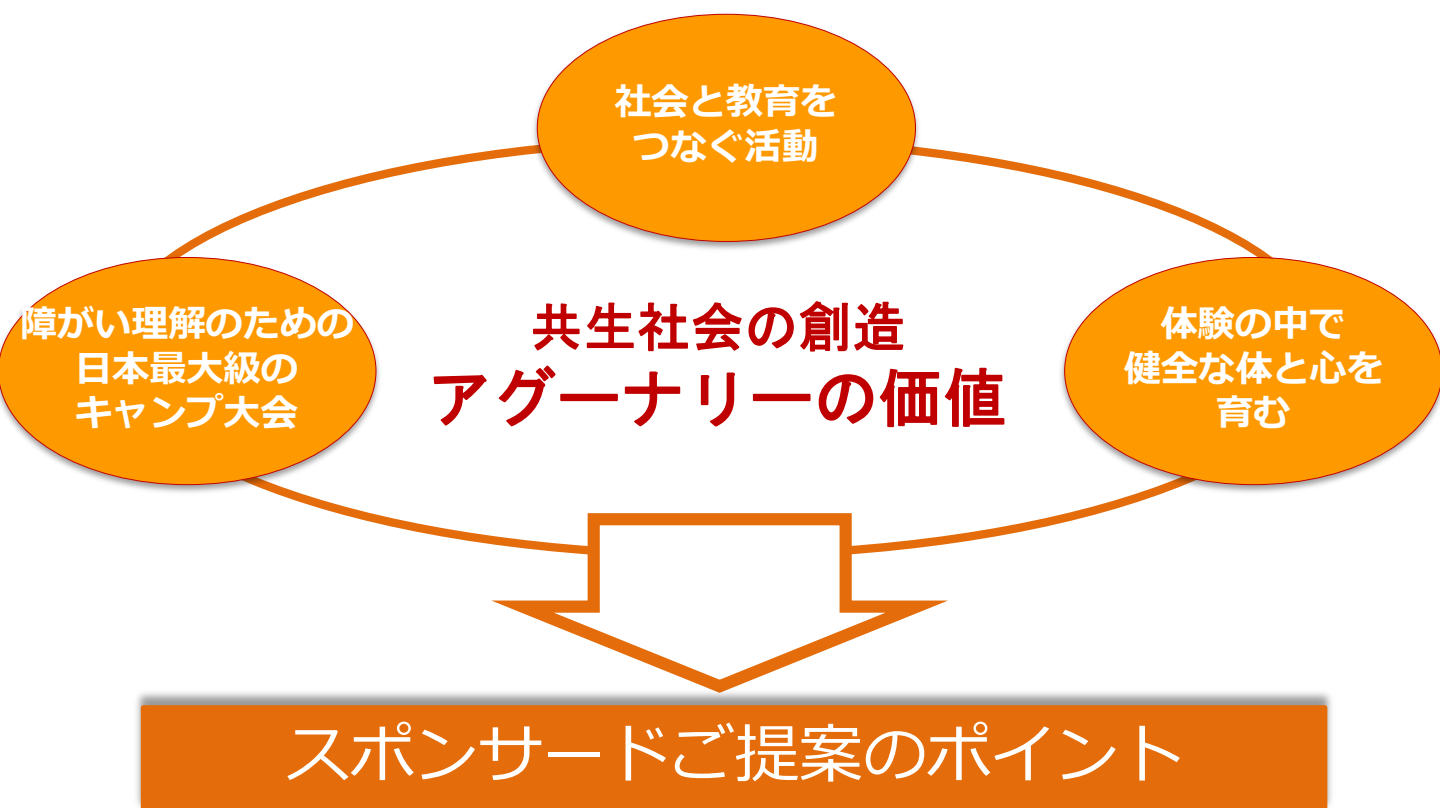 社会と教育を
つなぐ活動
障がい理解のための
日本最大級の
キャンプ大会
共生社会の創造
アグーナリーの価値
体験の中で
健全な体と心を
育む
スポンサードご提案のポイント